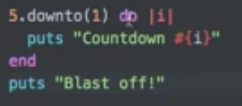 5.downto(1) do |i|
  puts "Countdown #{i}"
end
puts "Blast off!"